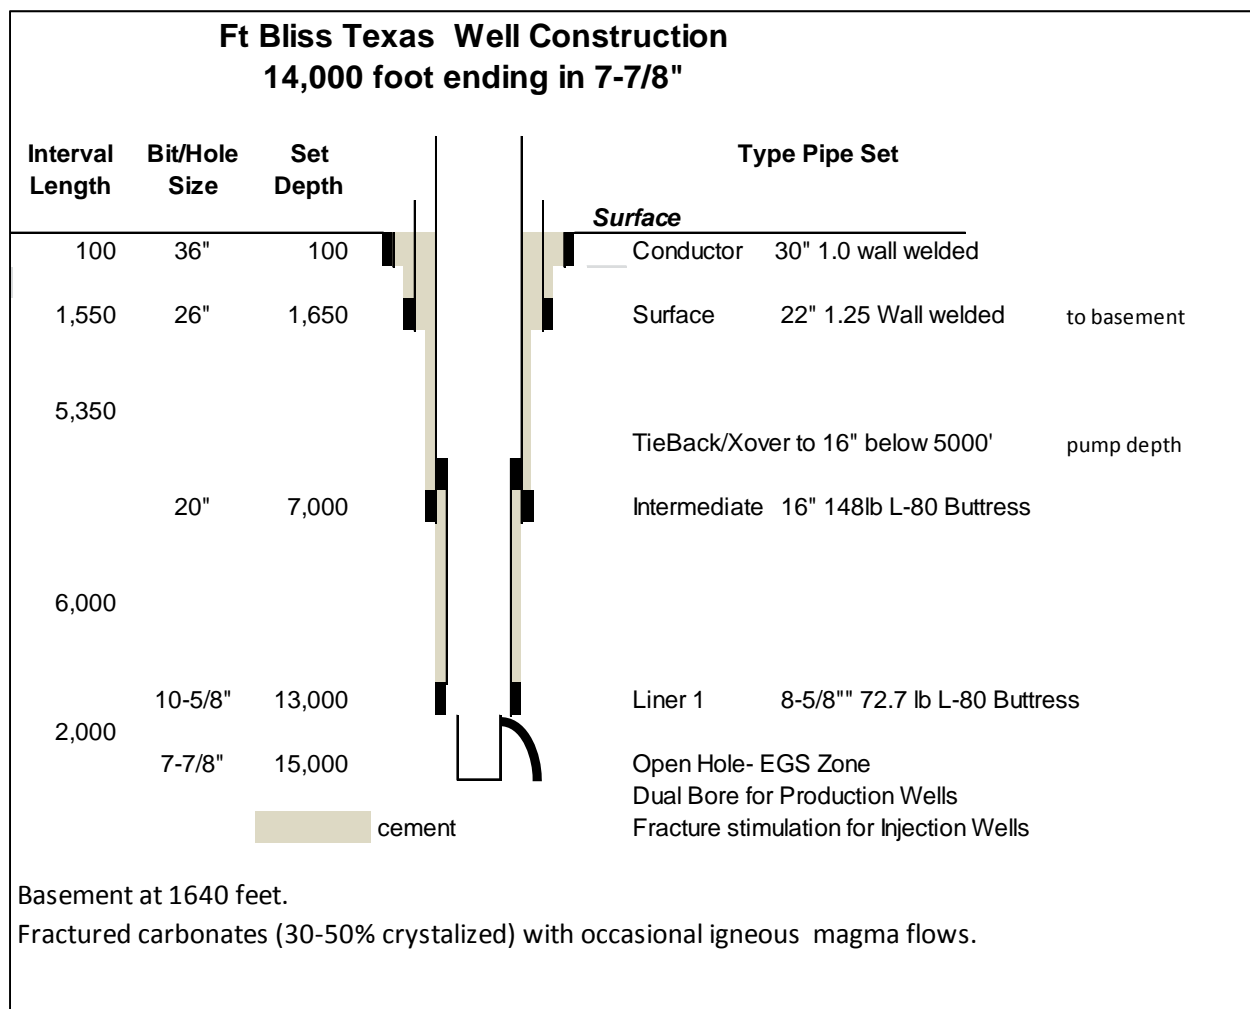 Ft Bliss Texas Well Construction
14,000 foot ending in 7-7/8"
Interval Length Bit/Hole Size Set Depth Type Pipe Set
Surface
100 36" 100 Conductor 30" 1.0 wall welded
1,550 26" 1,650 Surface 22" 1.25 Wall welded to basement
5,350
TieBack/Xover to 16" below 5000' pump depth
20" 7,000 Intermediate 16" 148lb L-80 Buttress
6,000
10-5/8" 13,000 Liner 1 8-5/8"" 72.7 lb L-80 Buttress
2,000
7-7/8" 15,000 Open Hole- EGS Zone
Dual Bore for Production Wells
cement Fracture stimulation for Injection Wells
Basement at 1640 feet.
Fractured carbonates (30-50% crystalized) with occasional igneous magma flows.